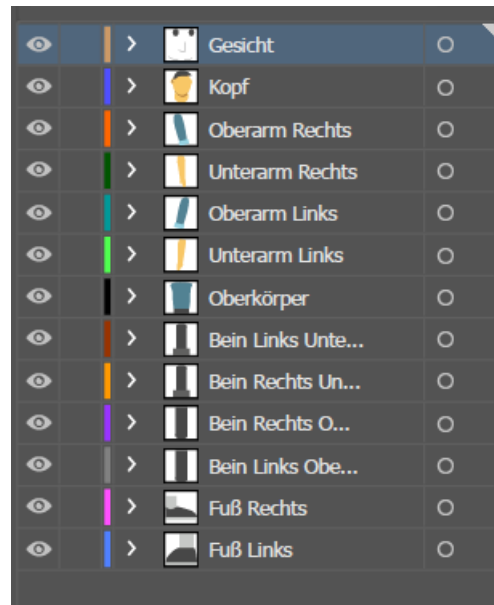 Gesicht
Kopf
Oberarm Rechts
Unterarm Rechts
Oberarm Links
Unterarm Links
Oberkörper
Bein Links Unte...
Bein Rechts Un...
Bein Rechts O...
Bein Links Obe...
Fuß Rechts
Fuß Links